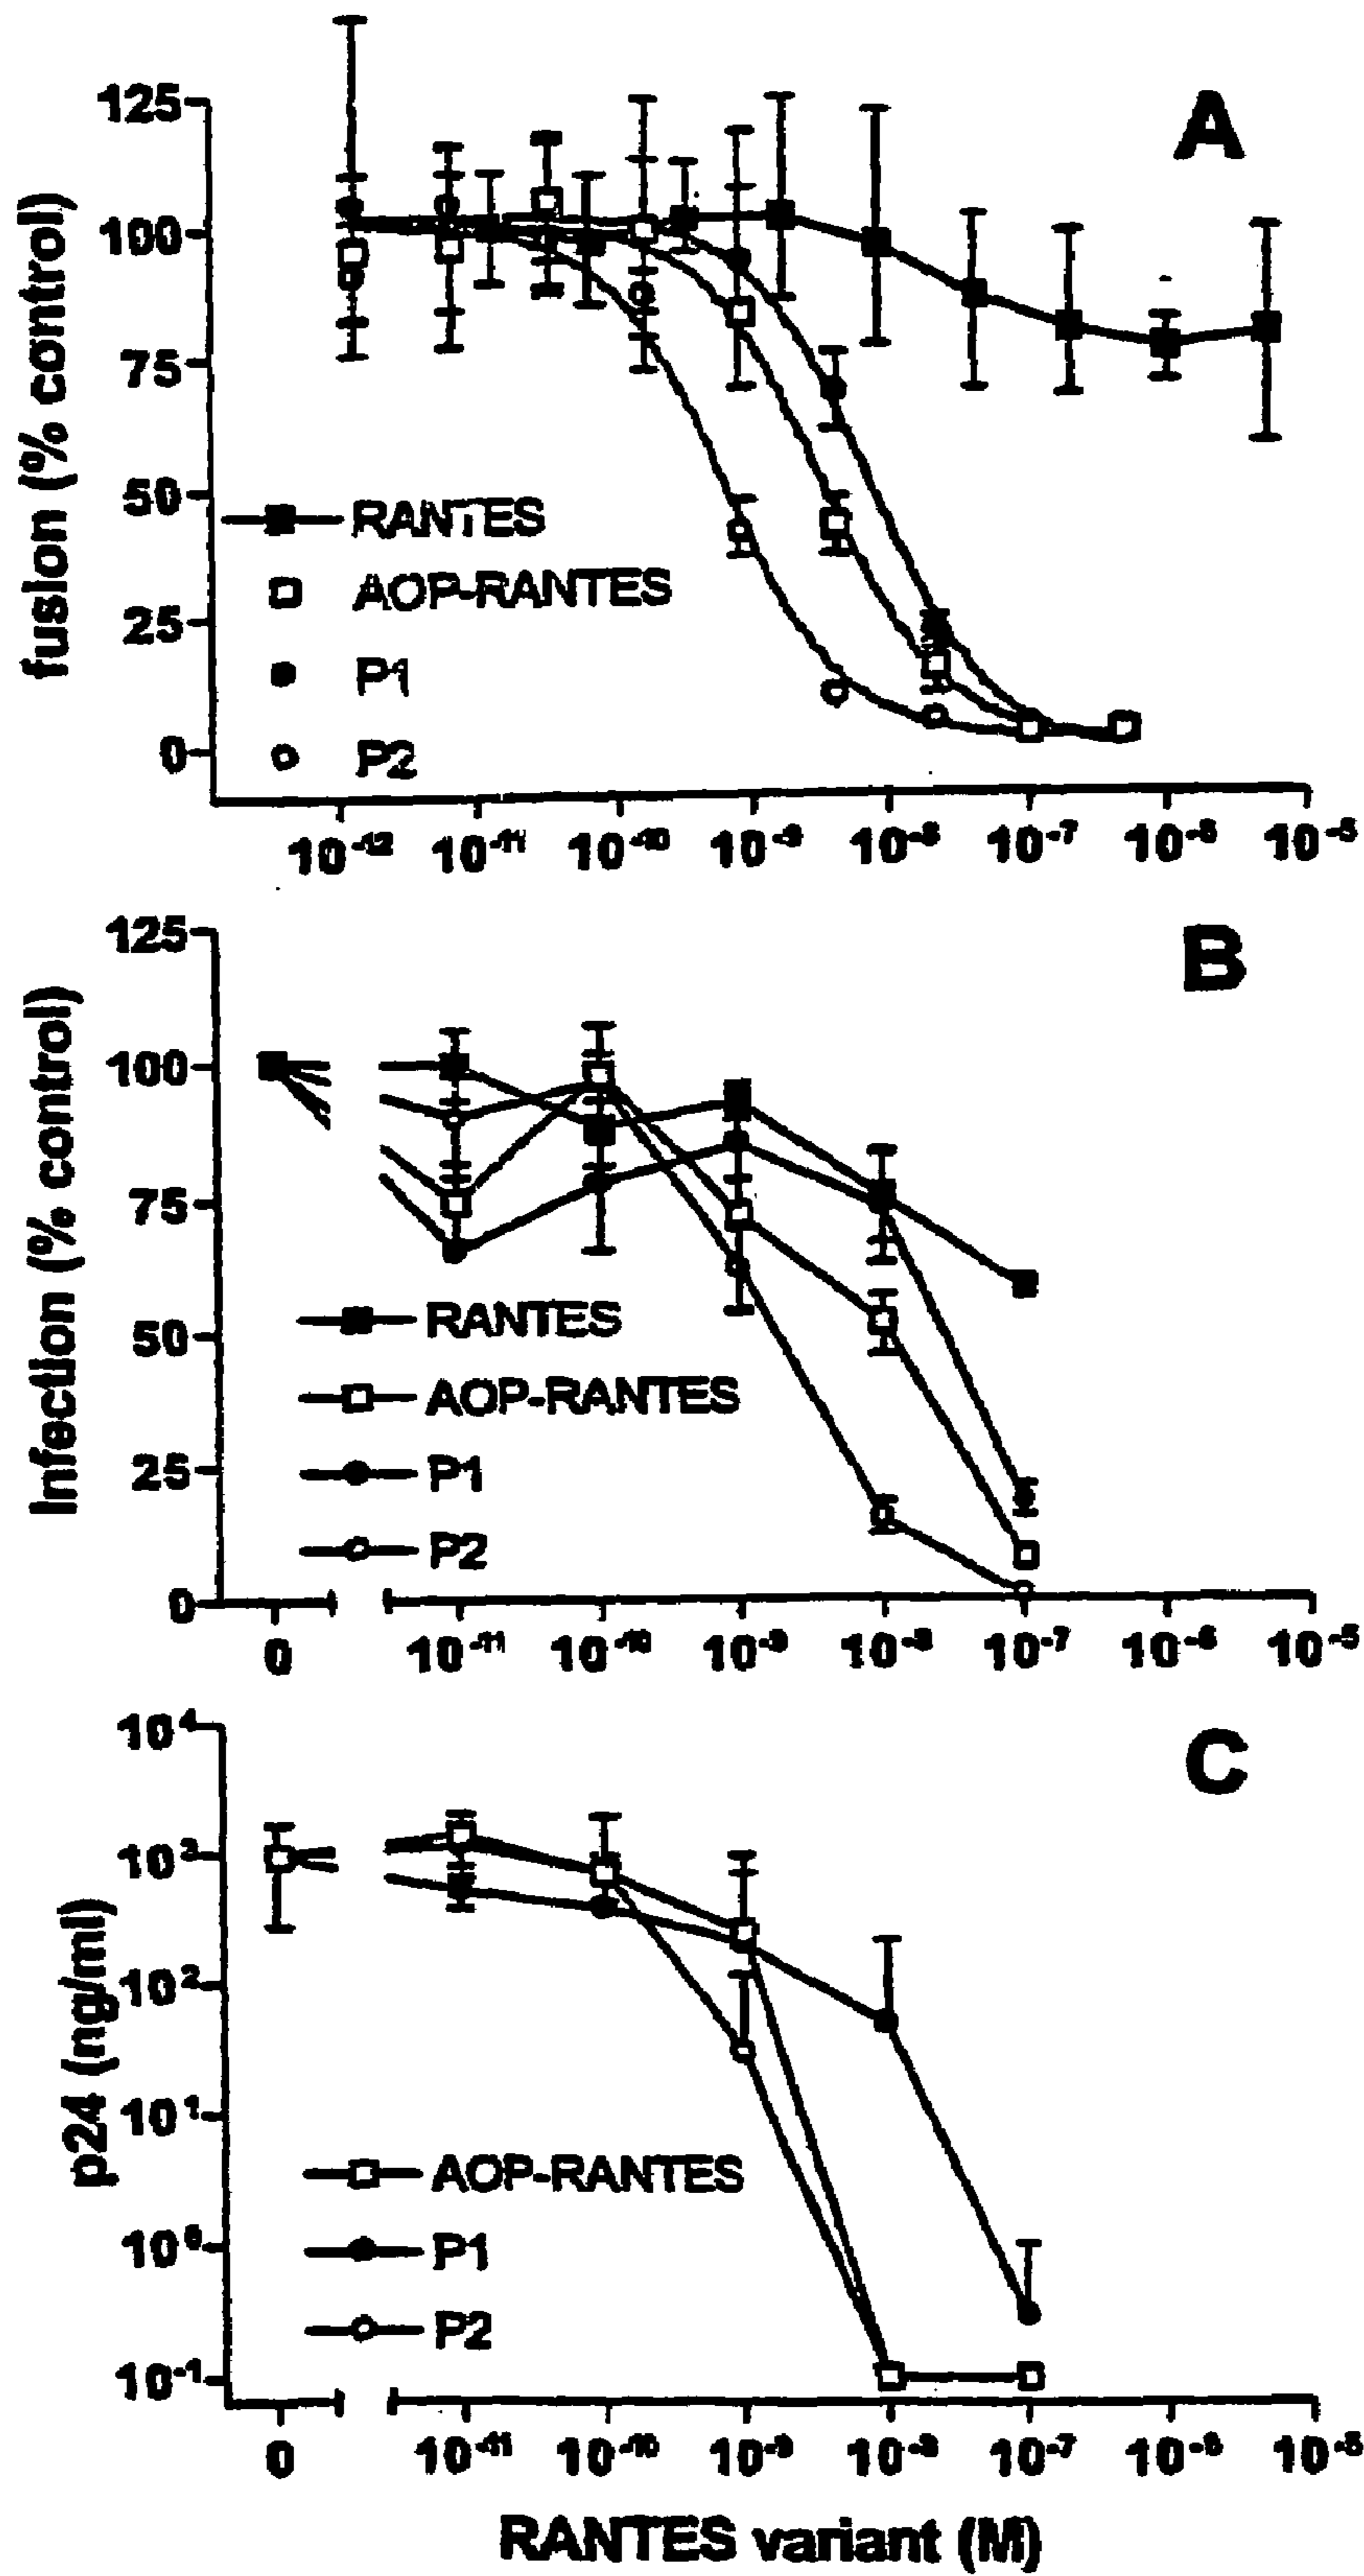 A
125
100
75
50
25
0
fusion (% control)
RANTES
AOP-RANTES
P1
P2
10-12 10-11 10-10 10-9 10-8 10-7 10-6 10-5
B
125
100
75
50
25
0
Infection (% control)
RANTES
AOP-RANTES
P1
P2
0 10-11 10-10 10-9 10-8 10-7 10-6 10-5
C
104
103
102
101
100
10-1
p24 (ng/ml)
AOP-RANTES
P1
P2
0 10-11 10-10 10-9 10-8 10-7 10-6 10-5
RANTES variant (M)